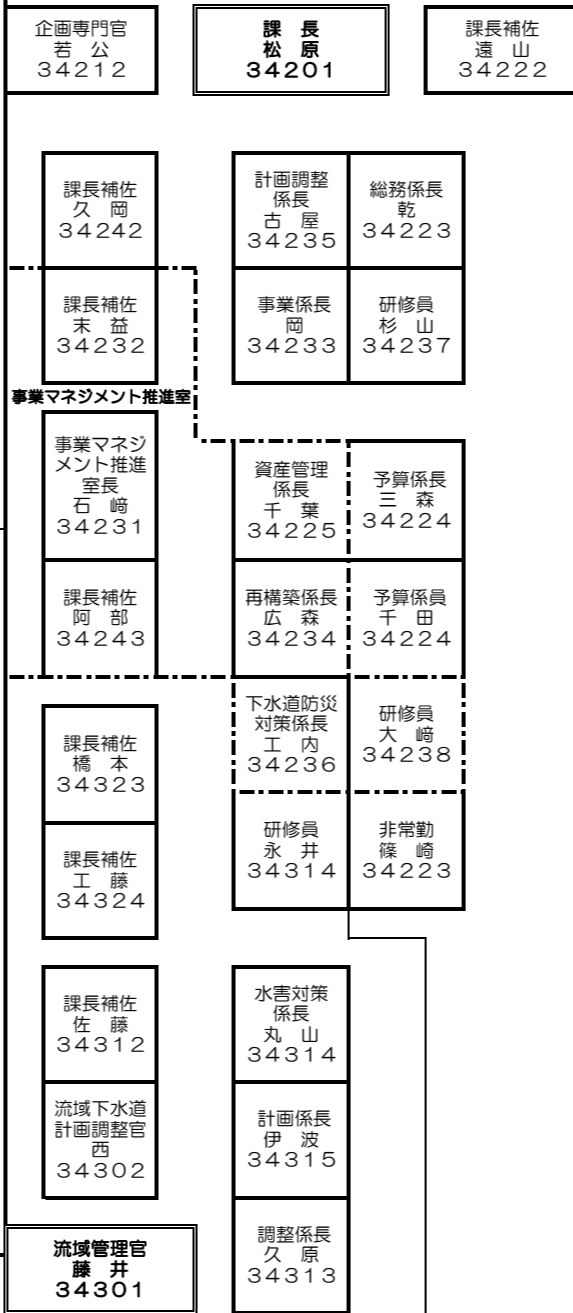 企画専門官
若 公
34212
課 長
松 原
34201
課長補佐
遠 山
34222
課長補佐
久 岡
34242
計画調整
係長
古 屋
34235
総務係長
乾
34223
課長補佐
末 益
34232
事業係長
岡
34233
研修員
杉 山
34237
事業マネジメント推進室
事業マネジ
メント推進
室長
石 﨑
34231
資産管理
係長
千 葉
34225
予算係長
三 森
34224
課長補佐
阿 部
34243
再構築係長
広 森
34234
予算係員
千 田
34224
下水道防災
対策係長
工 内
34236
研修員
大 﨑
34238
課長補佐
橋 本
34323
研修員
永 井
34314
非常勤
篠 崎
34223
課長補佐
工 藤
34324
課長補佐
佐 藤
34312
水害対策
係長
丸 山
34314
流域下水道
計画調整官
西
34302
計画係長
伊 波
34315
流域管理官
藤 井
34301
調整係長
久 原
34313